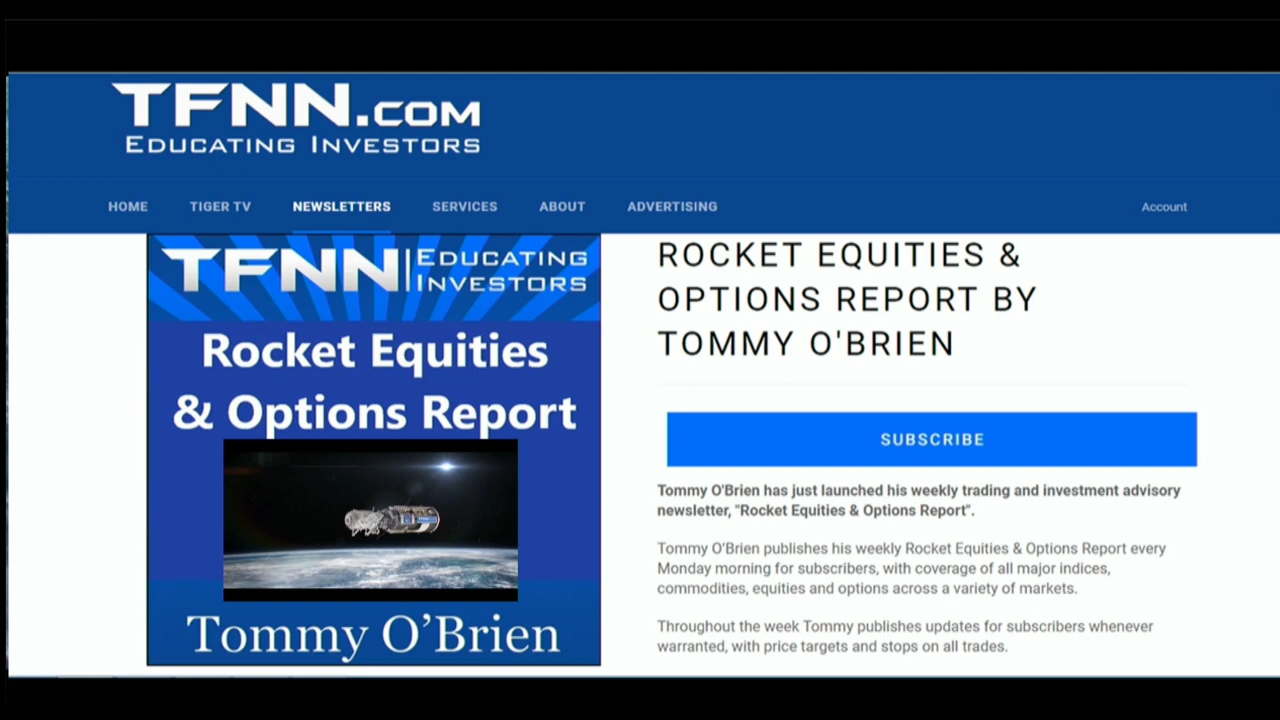 TFNN.COM
EDUCATING INVESTORS
HOME TIGER TV NEWSLETTERS SERVICES ABOUT ADVERTISING Account
TFNN EDUCATING
INVESTORS
Rocket Equities
& Options Report
Tommy O’Brien
ROCKET EQUITIES &
OPTIONS REPORT BY
TOMMY O'BRIEN
SUBSCRIBE
Tommy O'Brien has just launched his weekly trading and investment advisory
newsletter, "Rocket Equities & Options Report".
Tommy O’Brien publishes his weekly Rocket Equities & Options Report every
Monday morning for subscribers, with coverage of all major indices,
commodities, equities and options across a variety of markets.
Throughout the week Tommy publishes updates for subscribers whenever
warranted, with price targets and stops on all trades.